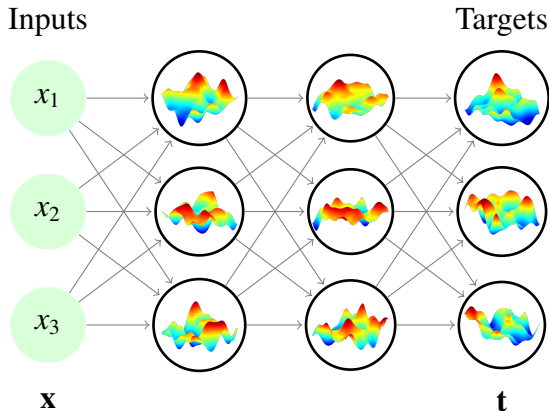 Inputs Targets
x₁
x₂
x₃
x t